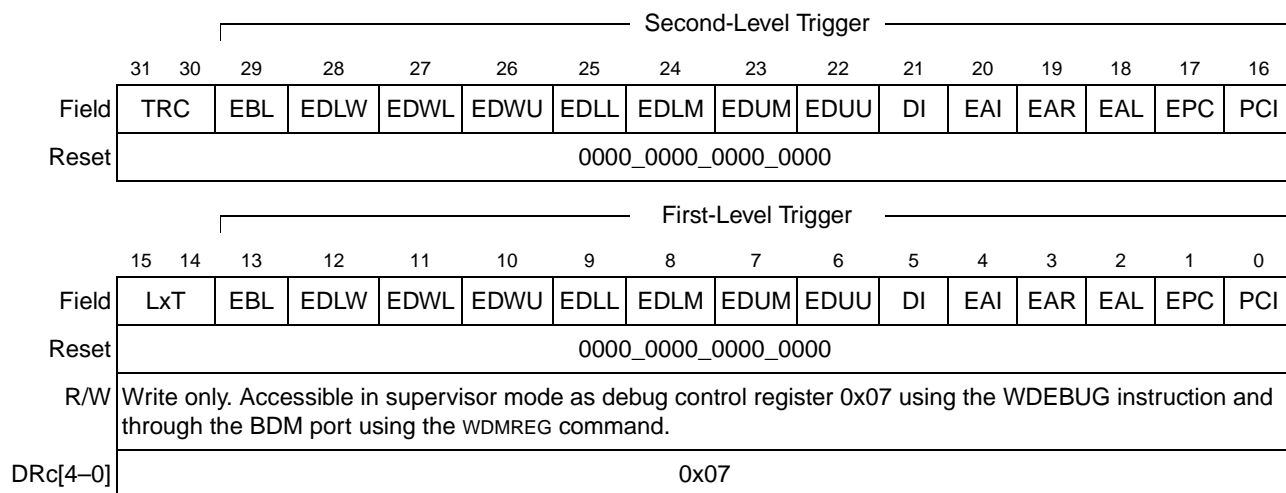 Second-Level Trigger
31 30 29 28 27 26 25 24 23 22 21 20 19 18 17 16
Field TRC EBL EDLW EDWL EDWU EDLL EDLM EDUM EDUU DI EAI EAR EAL EPC PCI
Reset 0000_0000_0000_0000
First-Level Trigger
15 14 13 12 11 10 9 8 7 6 5 4 3 2 1 0
Field LxT EBL EDLW EDWL EDWU EDLL EDLM EDUM EDUU DI EAI EAR EAL EPC PCI
Reset 0000_0000_0000_0000
R/W Write only. Accessible in supervisor mode as debug control register 0x07 using the WDEBUG instruction and
through the BDM port using the WDMREG command.
DRc[4–0] 0x07